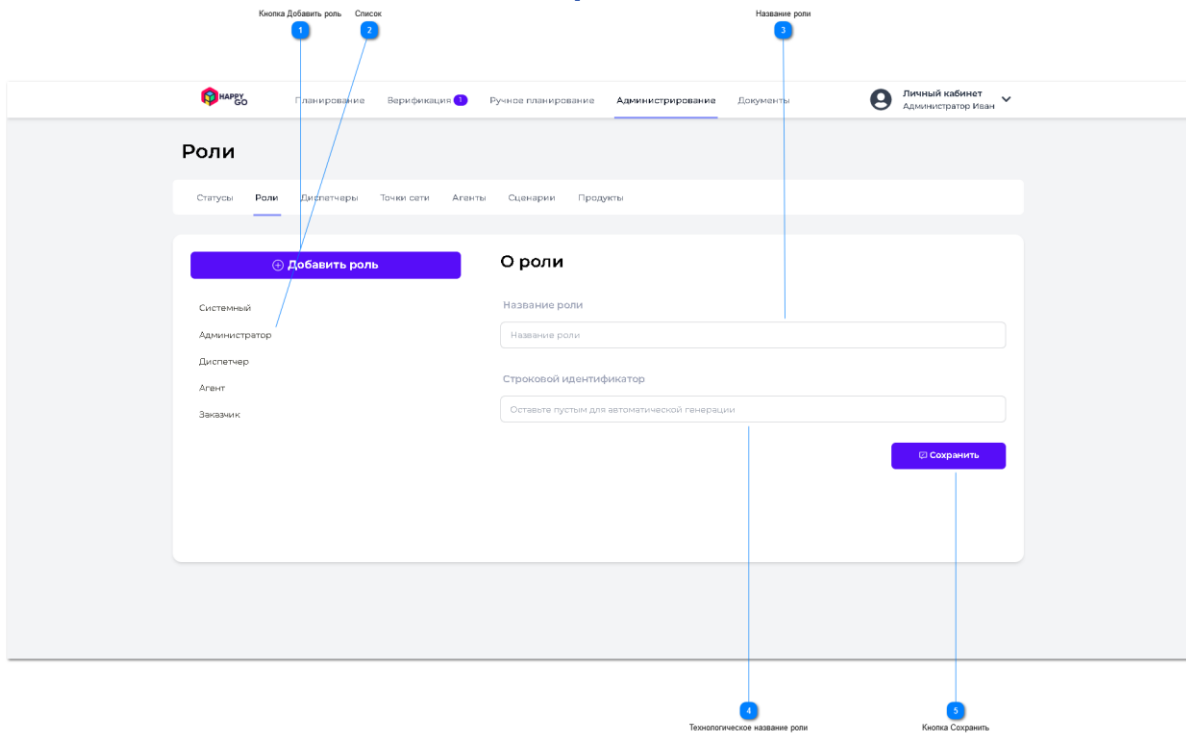 Кнопка Добавить роль Список Название роли
1 2 3
HAPPY GO Планирование Верификация 1 Ручное планирование Администрирование Документы Личный кабинет
Администратор Иван
Роли
Статусы Роли Диспетчеры Точки сети Агенты Сценарии Продукты
Добавить роль
О роли
Системный
Администратор
Диспетчер
Агент
Заказчик
Название роли
Название роли
Строковой идентификатор
Оставьте пустым для автоматической генерации
Сохранить
4 5
Технологическое название роли Кнопка Сохранить